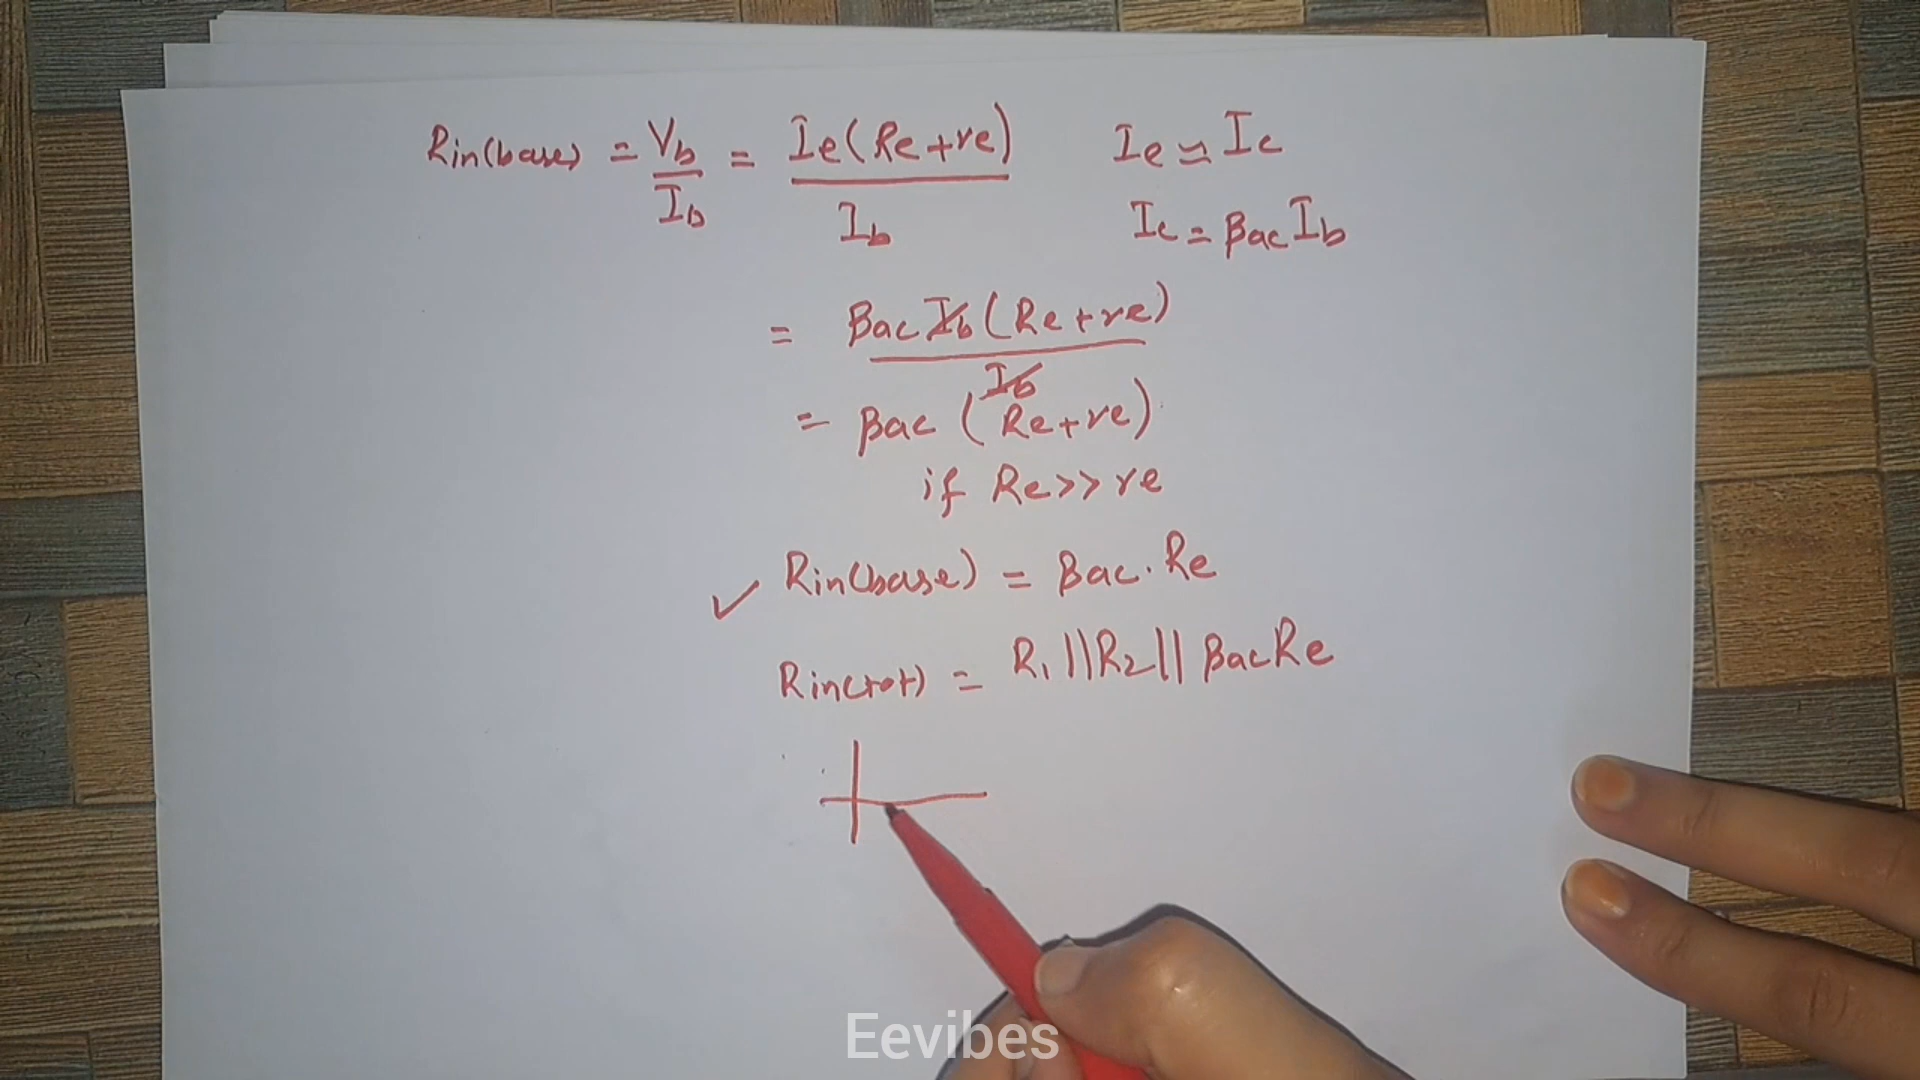 Rin(base) = Vb/Ib = Ie(Re+re)/Ib Ie ≃ Ic
Ic = βac Ib
= βac Ib (Re+re)/Ib
= βac (Re+re)
if Re>>re
✓ Rin(base) = βac.Re
Rin(tot) = R1||R2||βacRe
Eevibes